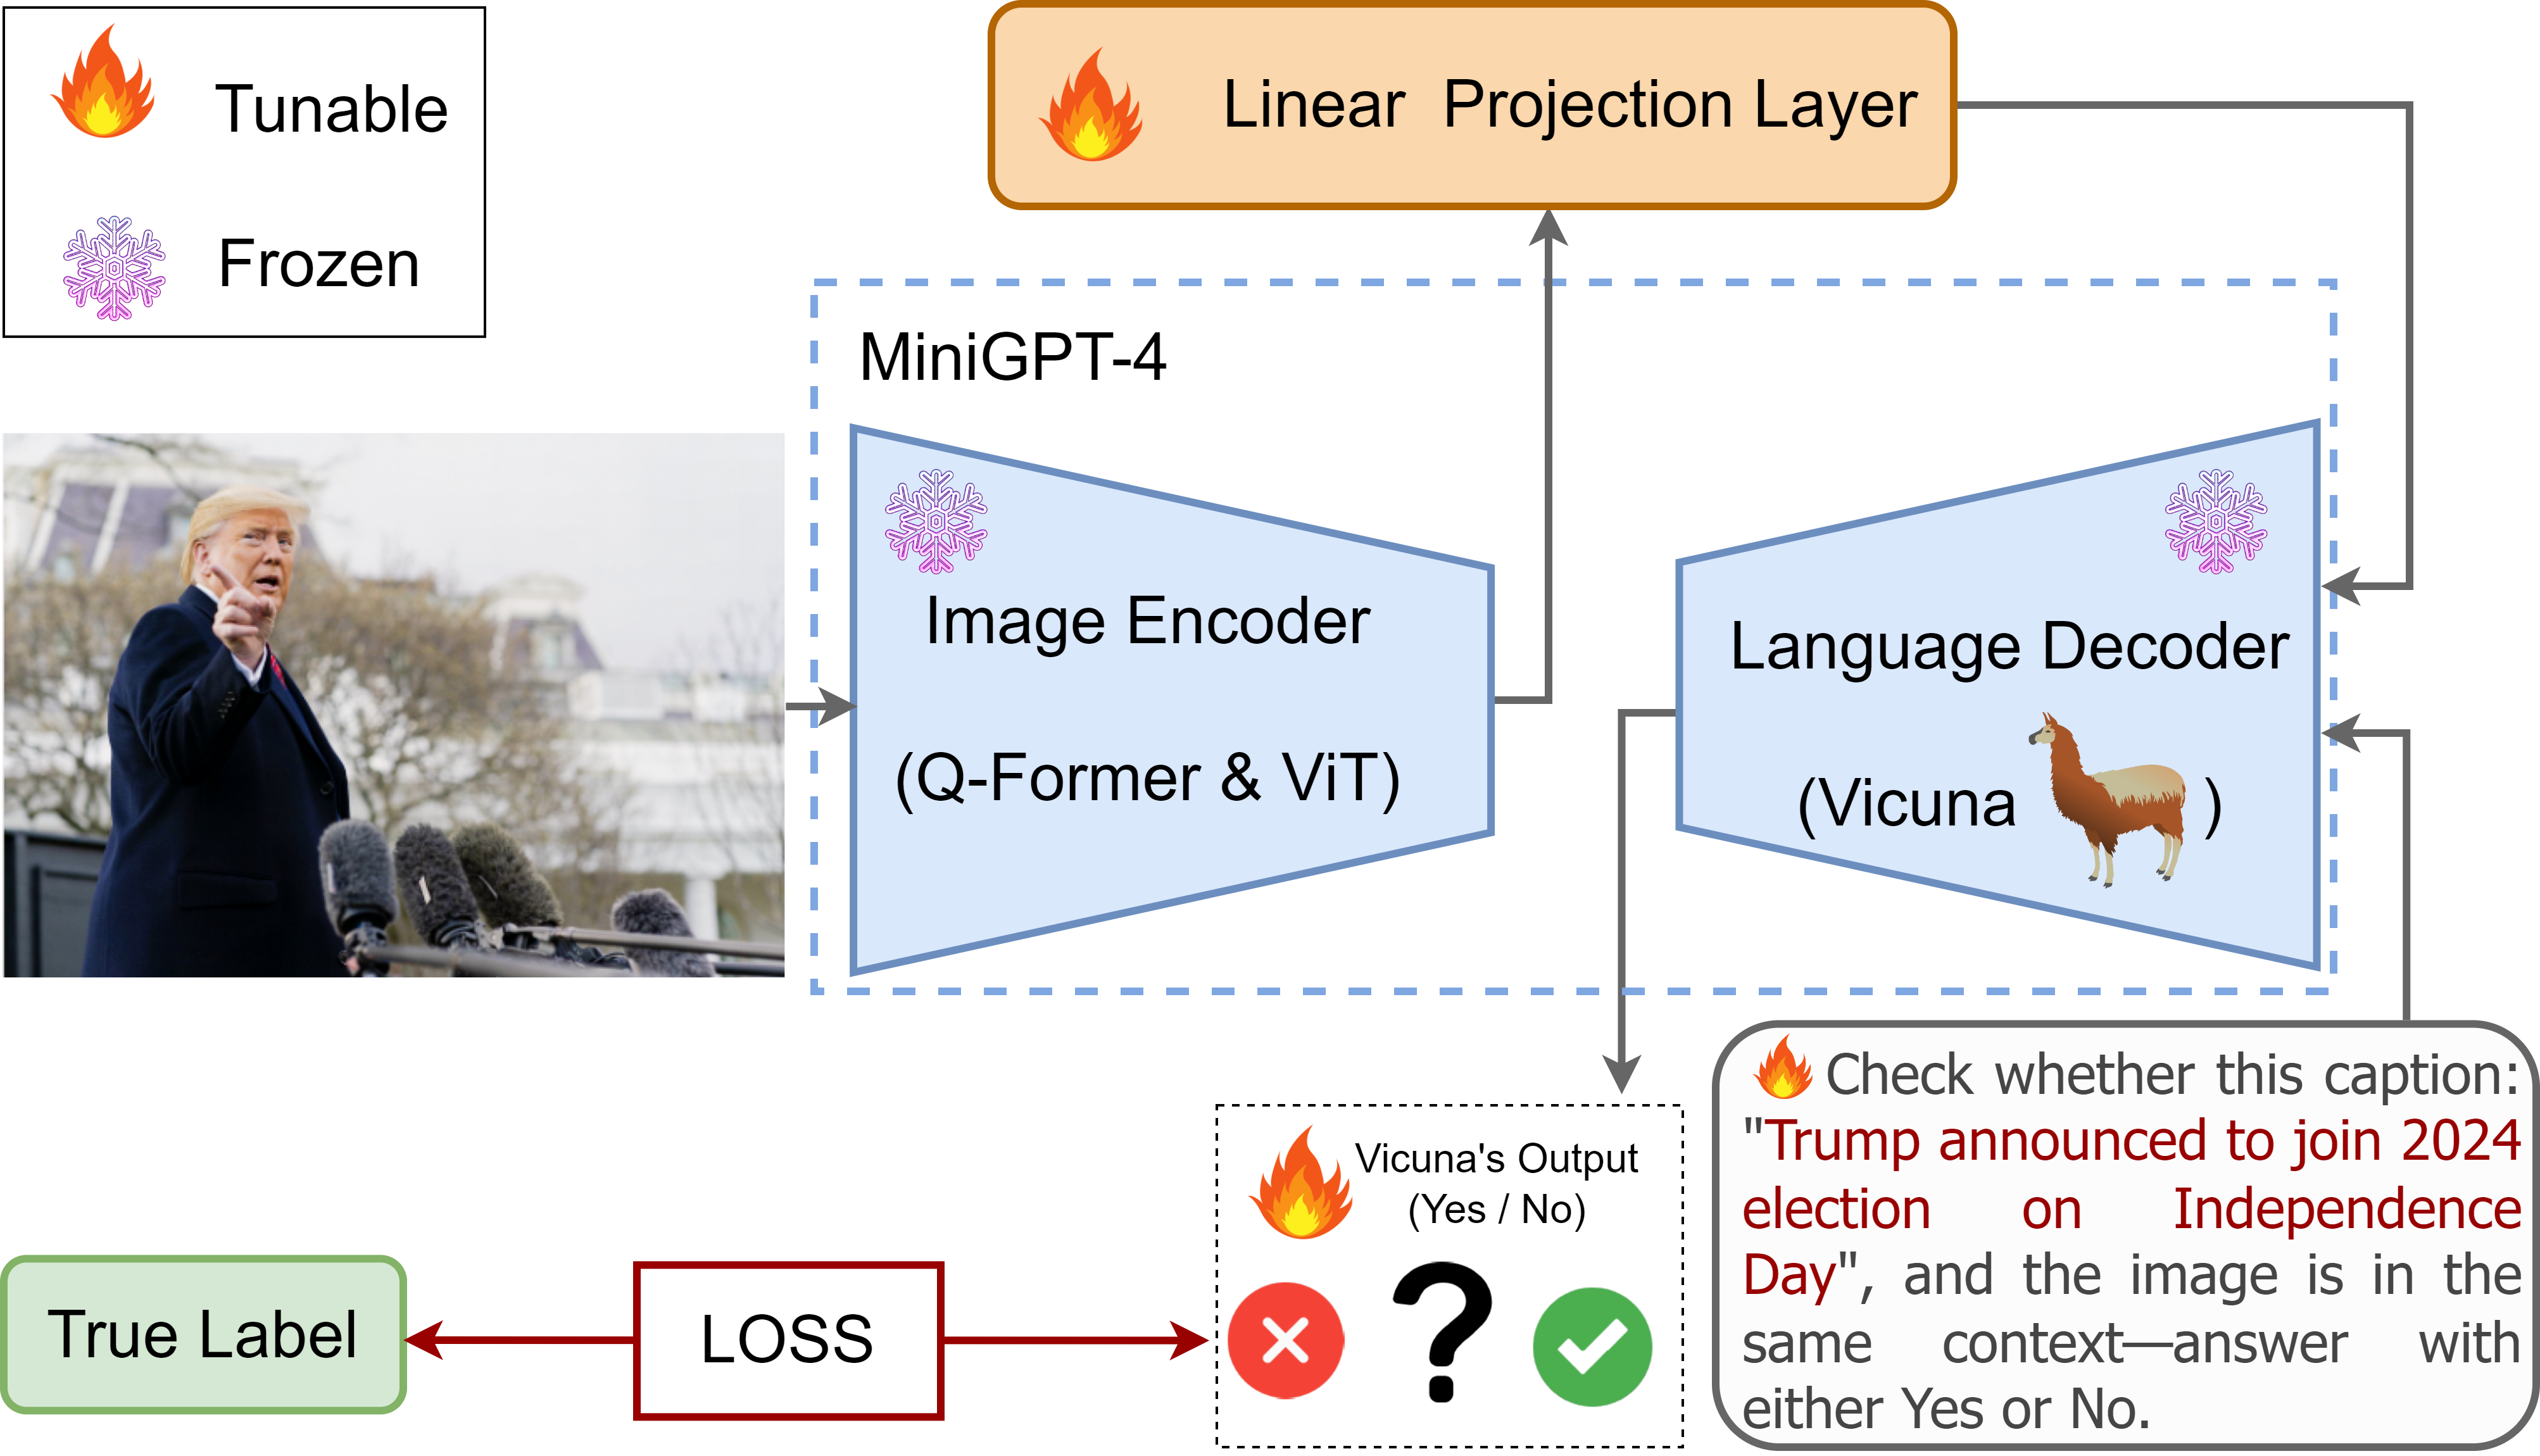 Tunable
Frozen
Linear Projection Layer
MiniGPT-4
Image Encoder
(Q-Former & ViT)
Language Decoder
(Vicuna )
Check whether this caption:
"Trump announced to join 2024
election on Independence
Day", and the image is in the
same context—answer with
either Yes or No.
Vicuna's Output
(Yes / No)
?
LOSS
True Label